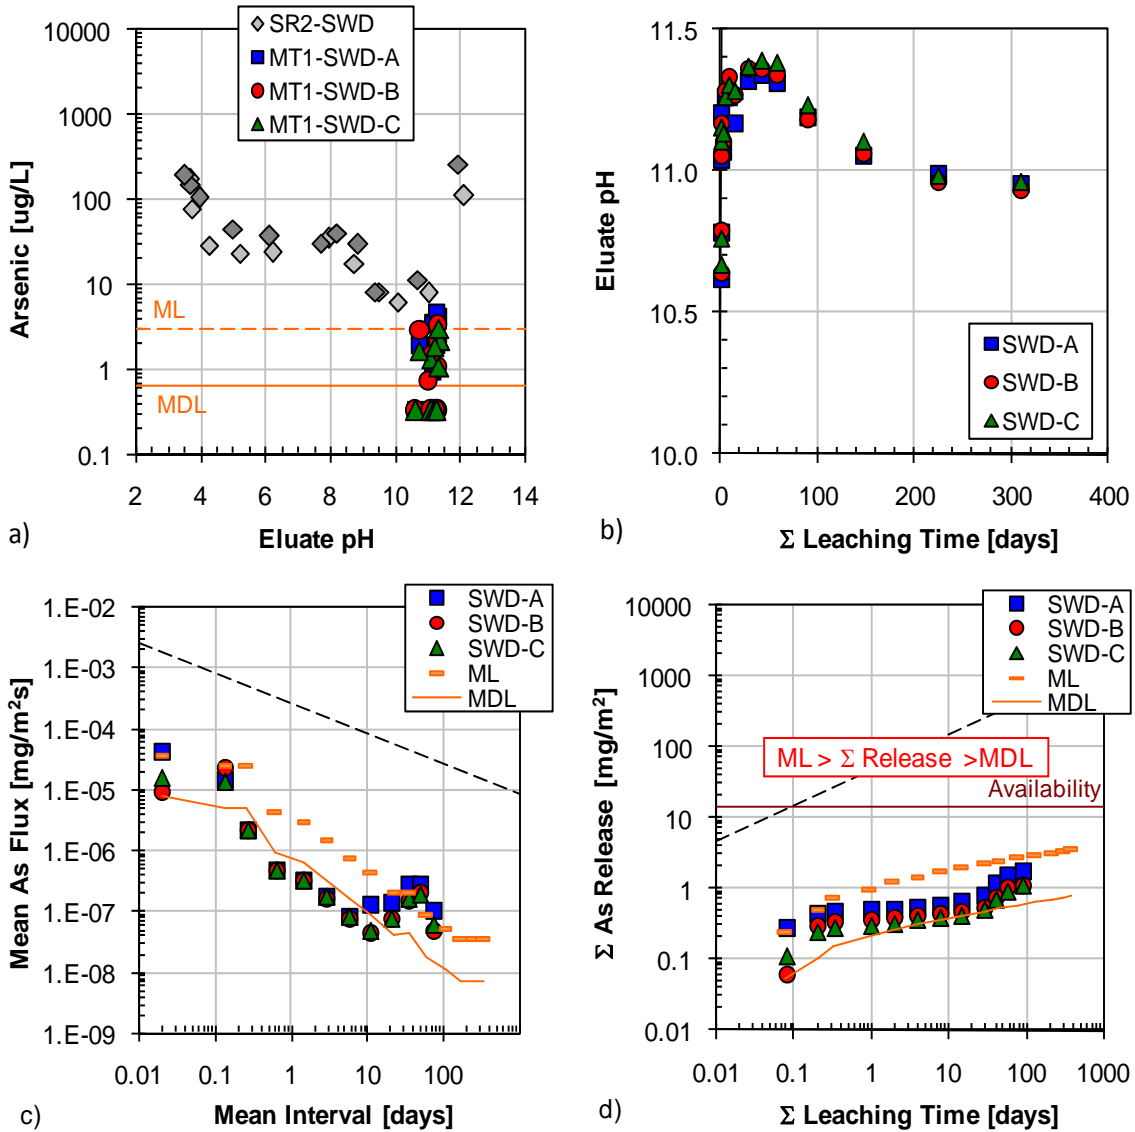 SR2-SWD
MT1-SWD-A
MT1-SWD-B
MT1-SWD-C
10000
1000
100
10
1
0.1
Arsenic [ug/L]
ML
MDL
2 4 6 8 10 12 14
Eluate pH
a)
11.5
11.0
10.5
10.0
Eluate pH
SWD-A
SWD-B
SWD-C
0 100 200 300 400
Σ Leaching Time [days]
b)
SWD-A
SWD-B
SWD-C
ML
MDL
1.E-02
1.E-03
1.E-04
1.E-05
1.E-06
1.E-07
1.E-08
1.E-09
Mean As Flux [mg/m²s]
0.01 0.1 1 10 100
Mean Interval [days]
c)
SWD-A
SWD-B
SWD-C
ML
MDL
10000
1000
100
10
1
0.1
0.01
Σ As Release [mg/m²]
ML > Σ Release >MDL
Availability
0.01 0.1 1 10 100 1000
Σ Leaching Time [days]
d)